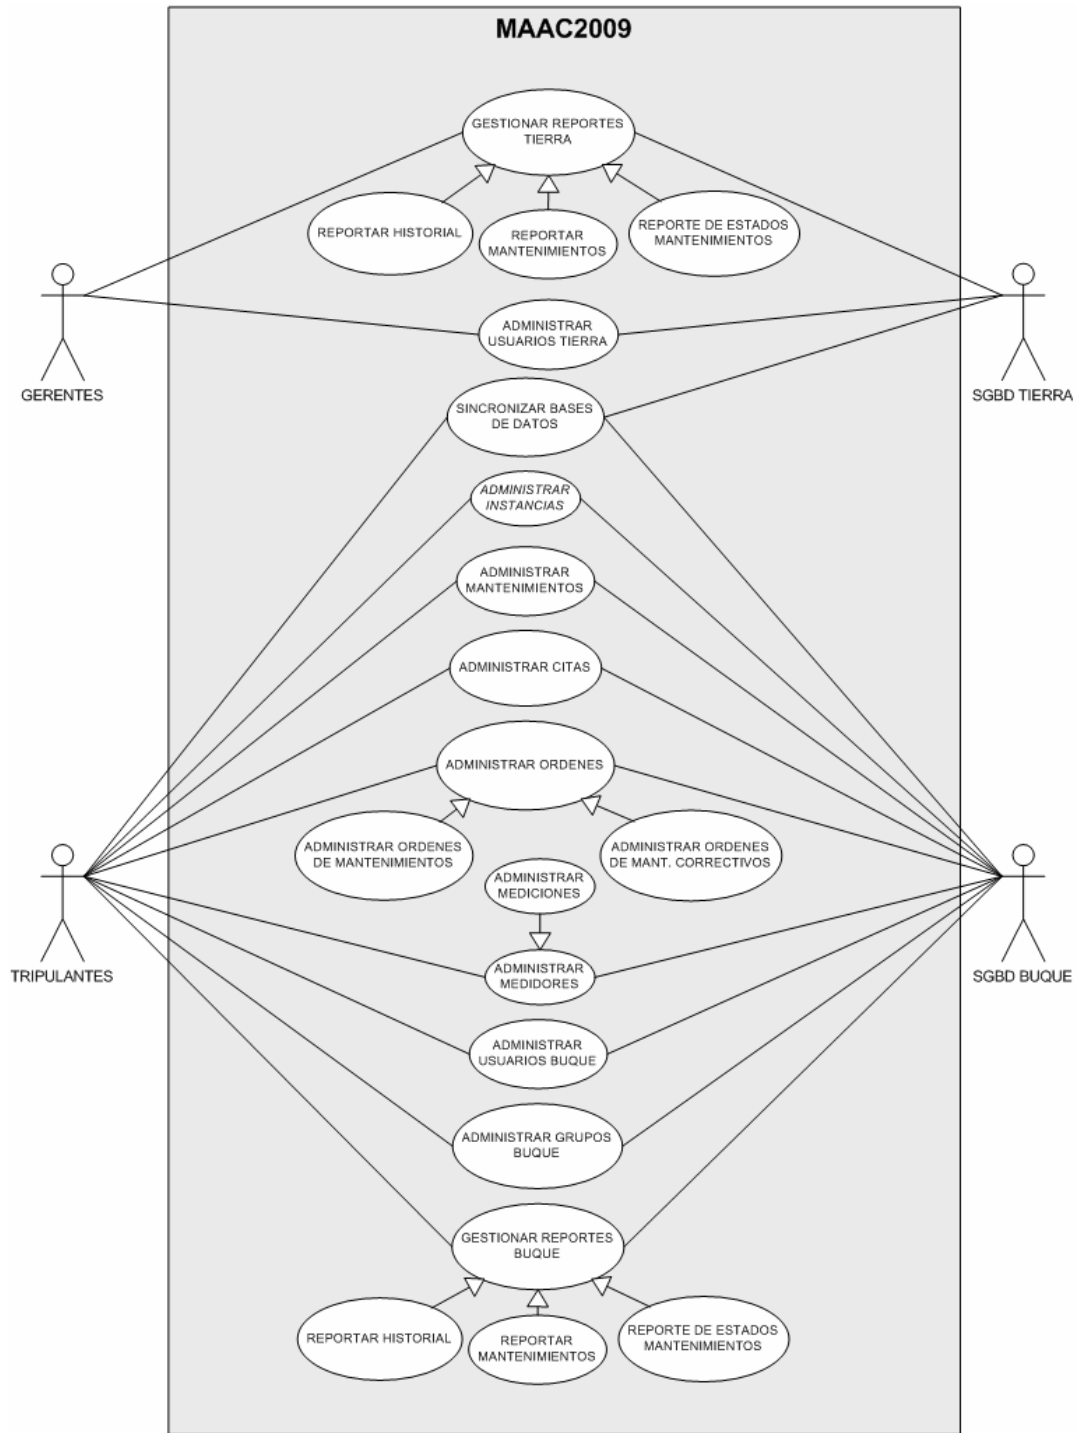 MAAC2009
GESTIONAR REPORTES
TIERRA
REPORTAR HISTORIAL
REPORTAR
MANTENIMIENTOS
REPORTE DE ESTADOS
MANTENIMIENTOS
GERENTES
ADMINISTRAR
USUARIOS TIERRA
SGBD TIERRA
SINCRONIZAR BASES
DE DATOS
ADMINISTRAR
INSTANCIAS
ADMINISTRAR
MANTENIMIENTOS
ADMINISTRAR CITAS
ADMINISTRAR ORDENES
ADMINISTRAR ORDENES
DE MANTENIMIENTOS
ADMINISTRAR ORDENES
DE MANT. CORRECTIVOS
ADMINISTRAR
MEDICIONES
TRIPULANTES
ADMINISTRAR
MEDIDORES
SGBD BUQUE
ADMINISTRAR
USUARIOS BUQUE
ADMINISTRAR GRUPOS
BUQUE
GESTIONAR REPORTES
BUQUE
REPORTAR HISTORIAL
REPORTAR
MANTENIMIENTOS
REPORTE DE ESTADOS
MANTENIMIENTOS